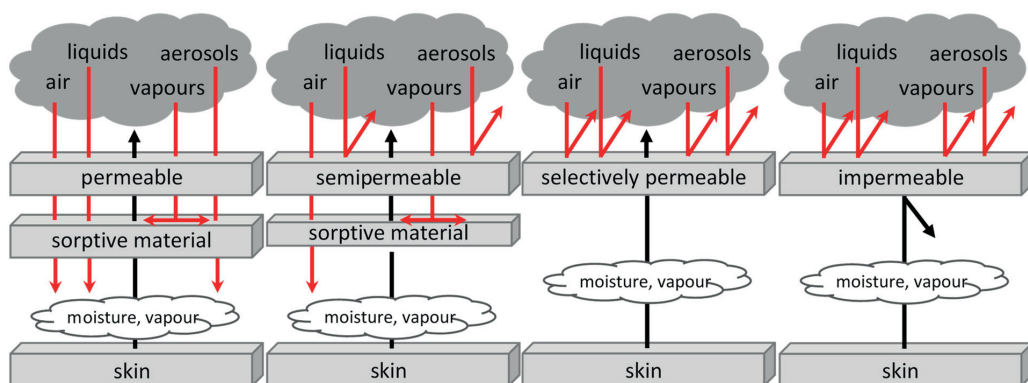 liquids
aerosols
air
vapours
permeable
sorptive material
moisture, vapour
skin
liquids
aerosols
air
vapours
semipermeable
sorptive material
moisture, vapour
skin
liquids
aerosols
air
vapours
selectively permeable
moisture, vapour
skin
liquids
aerosols
air
vapours
impermeable
moisture, vapour
skin